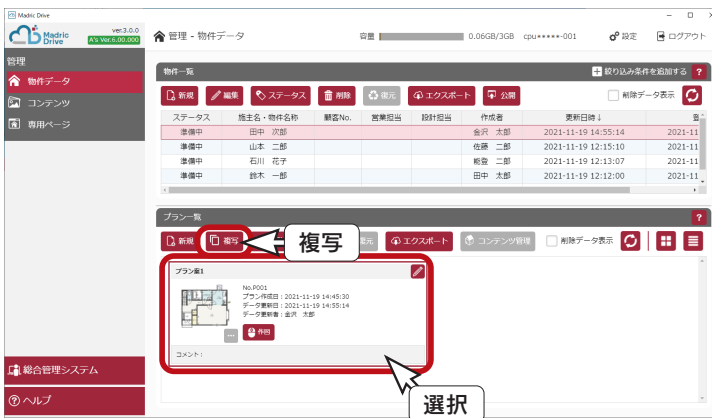 Madric Drive
Madric Drive
ver.3.0.0
A's Ver.6.00.000
管理 - 物件データ
容量
0.06GB/3GB
cpu*****-001
設定
ログアウト
管理
物件データ
コンテンツ
専用ページ
総合管理システム
ヘルプ
物件一覧
絞り込み条件を追加する
?
新規
編集
ステータス
削除
復元
エクスポート
公開
削除データ表示
ステータス 施主名・物件名称 顧客No. 営業担当 設計担当 作成者 更新日時↓
準備中 田中 次郎 金沢 太郎 2021-11-19 14:55:14 2021-11
準備中 山本 二郎 佐藤 二郎 2021-11-19 12:15:10 2021-11
準備中 石川 花子 能登 二郎 2021-11-19 12:13:07 2021-11
準備中 鈴木 一郎 田中 太郎 2021-11-19 12:12:00 2021-11
プラン一覧
?
新規
複写
複写
元
エクスポート
コンテンツ管理
削除データ表示
プラン案1
No.P001
プラン作成日:2021-11-19 14:45:30
データ更新日:2021-11-19 14:55:14
データ更新者:金沢 太郎
...
作図
コメント:
選択